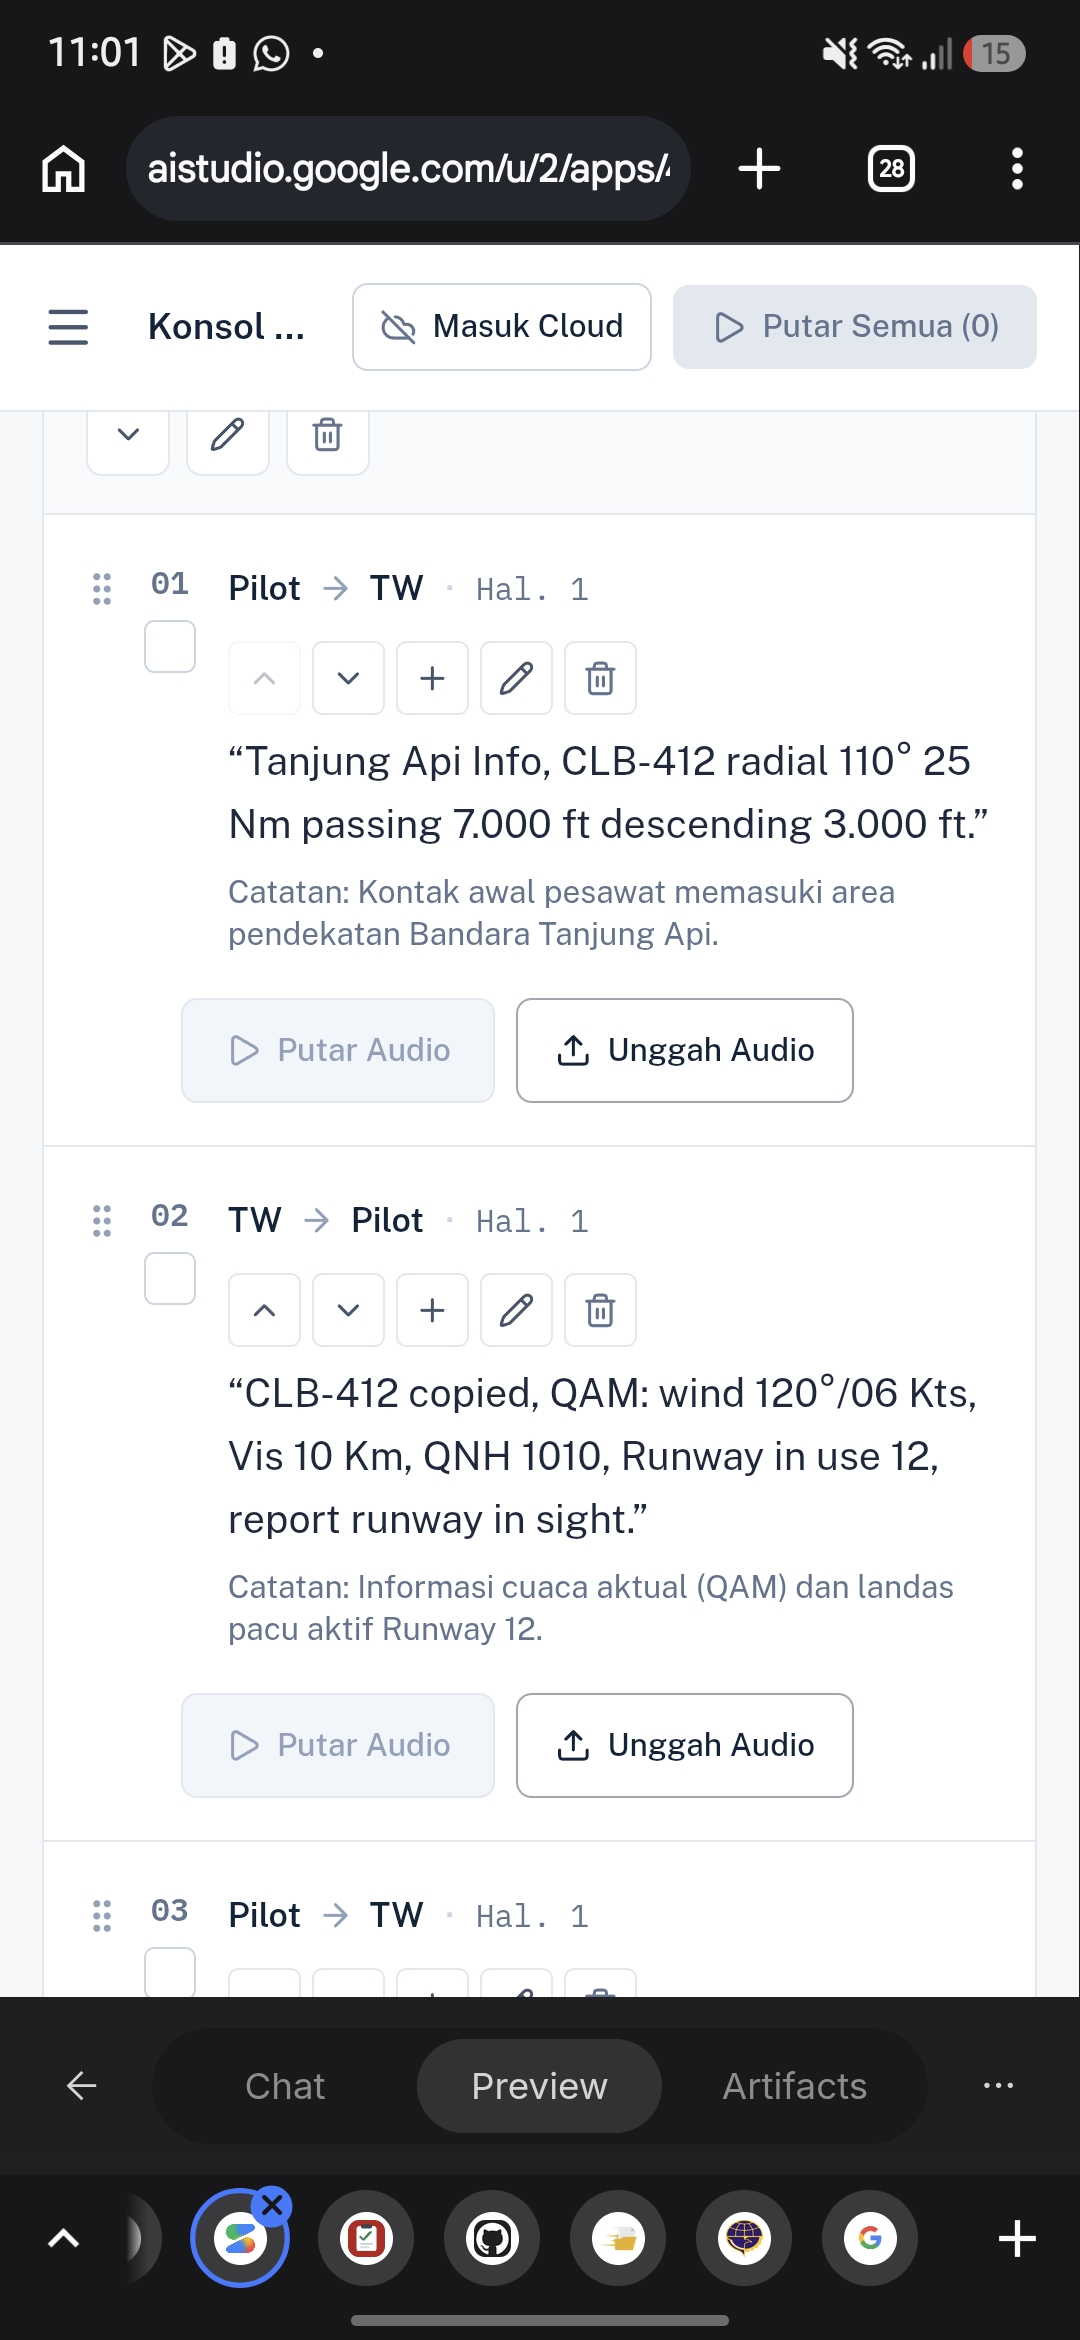 11:01
15
aistudio.google.com/u/2/apps/
28
Konsol ...
Masuk Cloud
Putar Semua (0)
01
Pilot → TW · Hal. 1
“Tanjung Api Info, CLB-412 radial 110° 25
Nm passing 7.000 ft descending 3.000 ft.”
Catatan: Kontak awal pesawat memasuki area
pendekatan Bandara Tanjung Api.
Putar Audio
Unggah Audio
02
TW → Pilot · Hal. 1
“CLB-412 copied, QAM: wind 120°/06 Kts,
Vis 10 Km, QNH 1010, Runway in use 12,
report runway in sight.”
Catatan: Informasi cuaca aktual (QAM) dan landas
pacu aktif Runway 12.
Putar Audio
Unggah Audio
03
Pilot → TW · Hal. 1
Chat
Preview
Artifacts